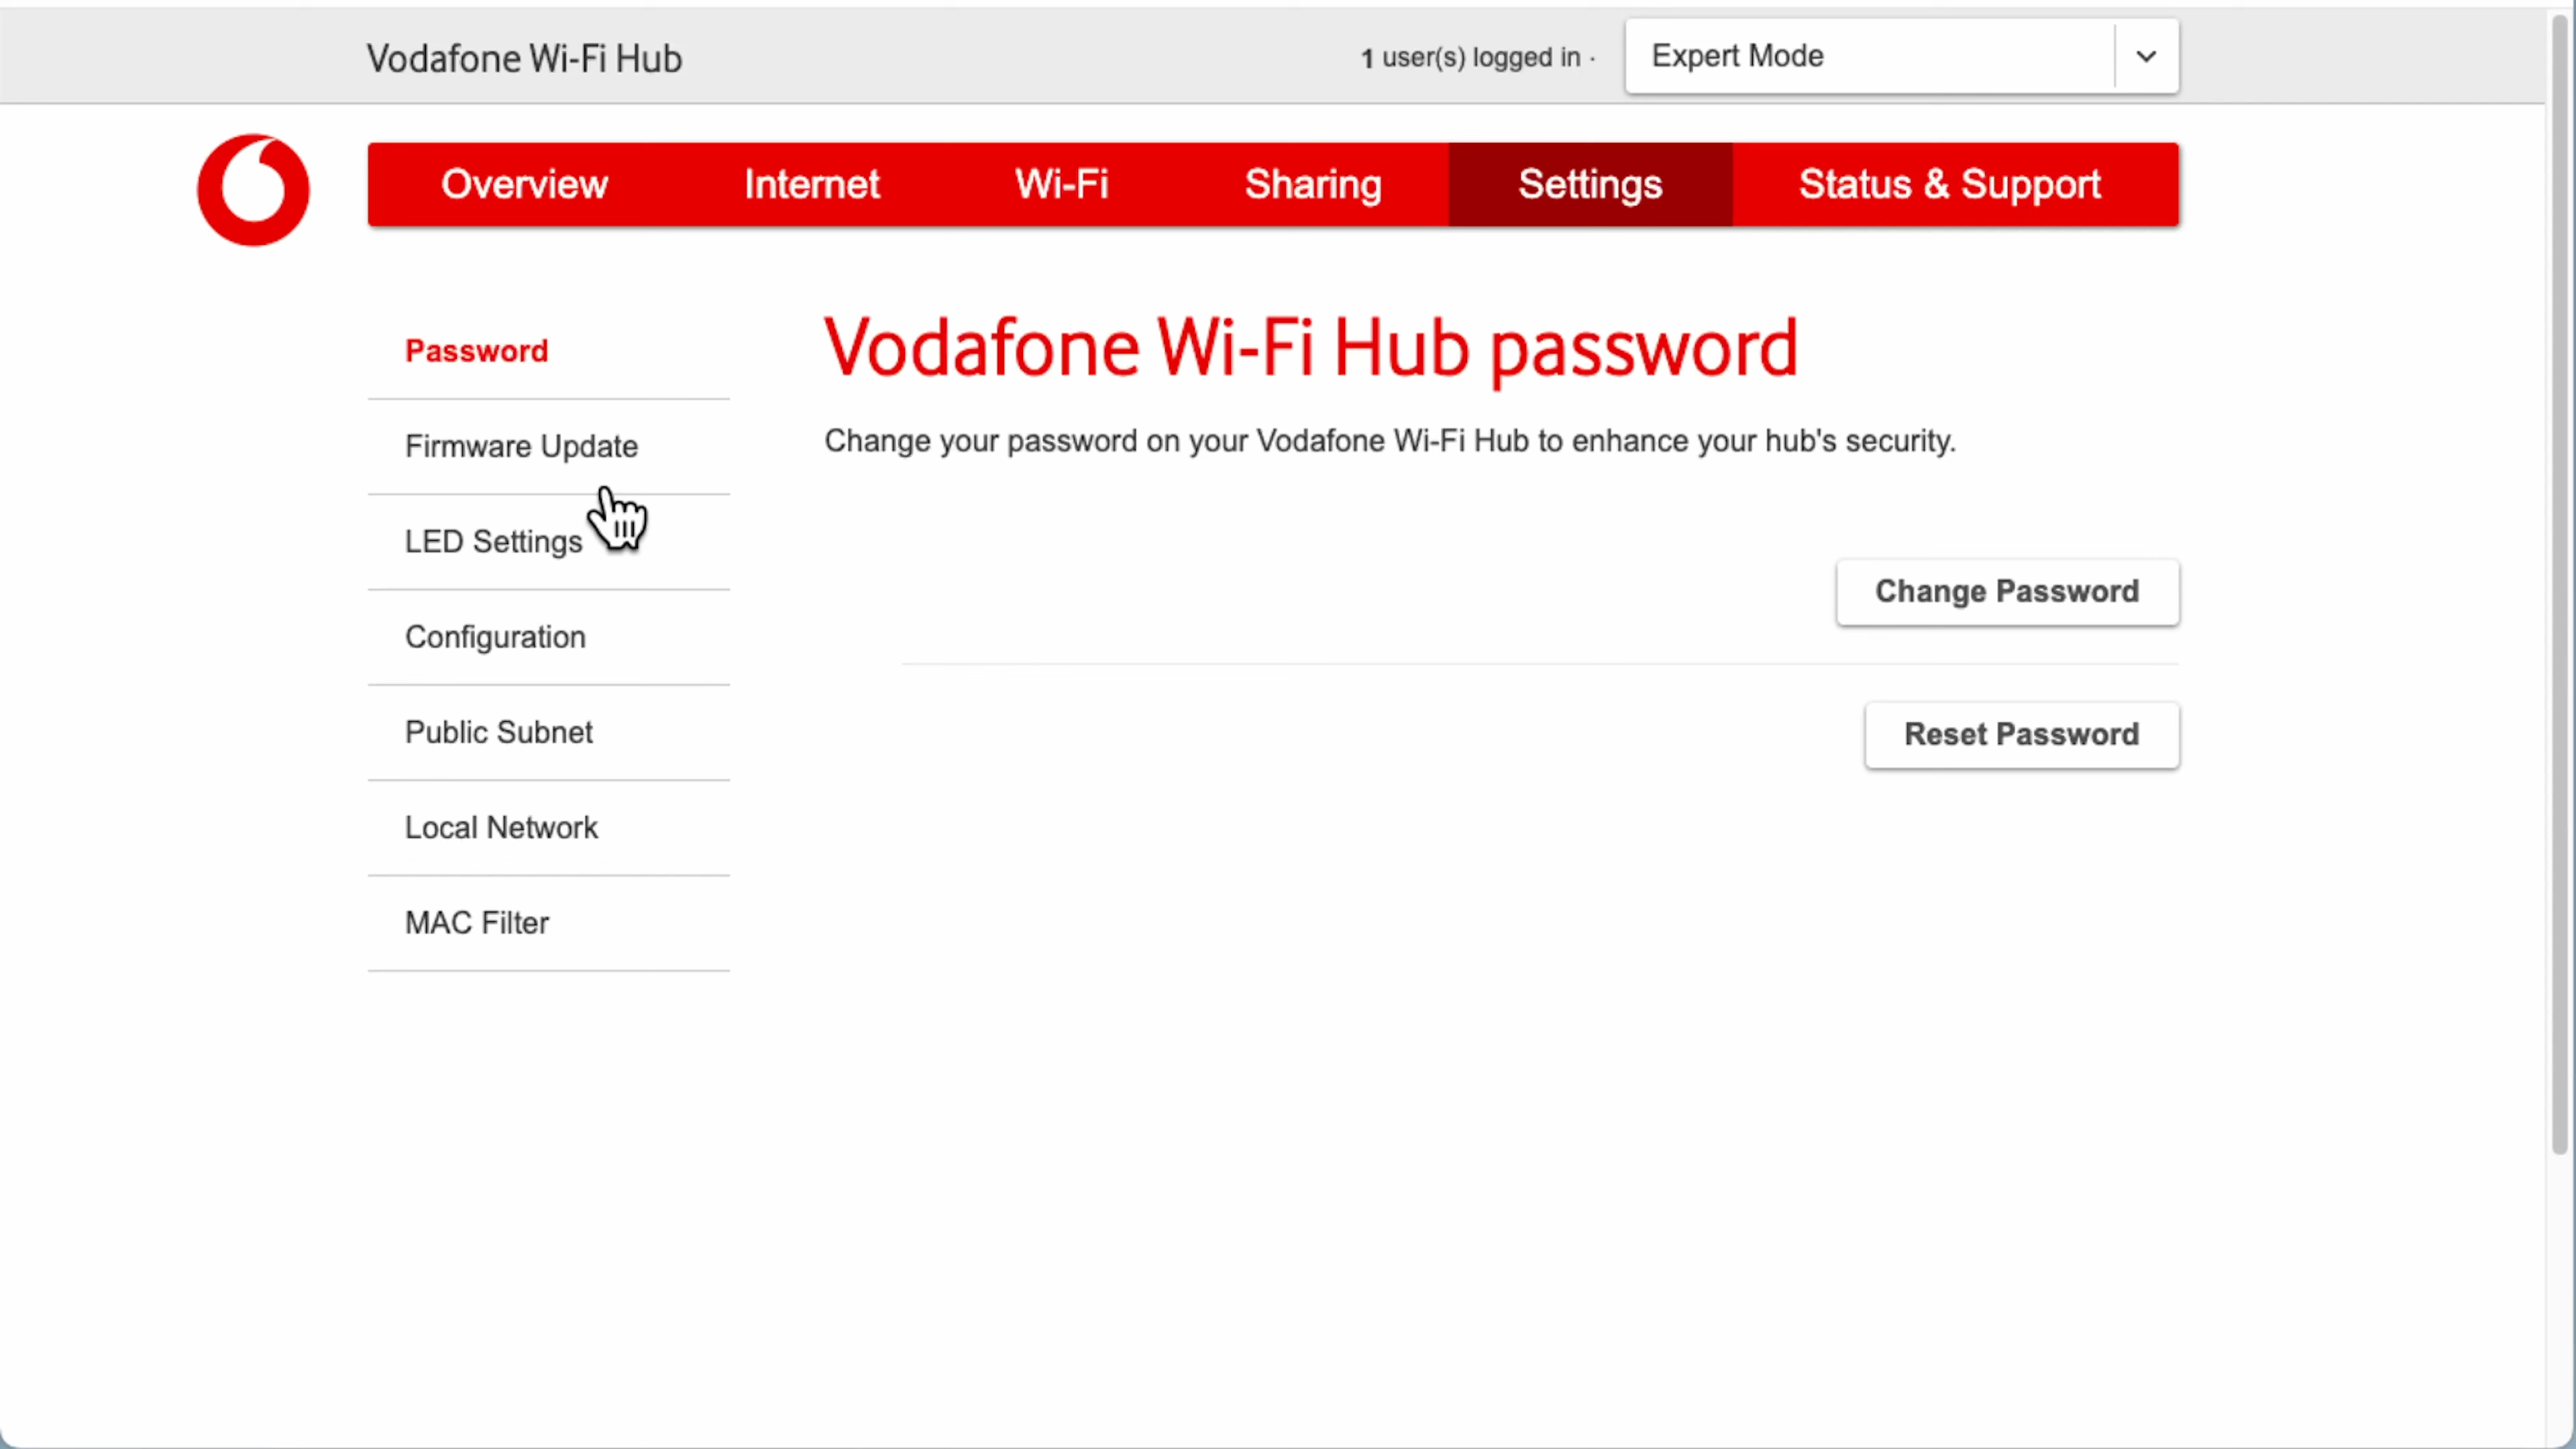 Vodafone Wi-Fi Hub
1 user(s) logged in ·
Expert Mode
Overview
Internet
Wi-Fi
Sharing
Settings
Status & Support
Password
Firmware Update
LED Settings
Configuration
Public Subnet
Local Network
MAC Filter
Vodafone Wi-Fi Hub password
Change your password on your Vodafone Wi-Fi Hub to enhance your hub's security.
Change Password
Reset Password